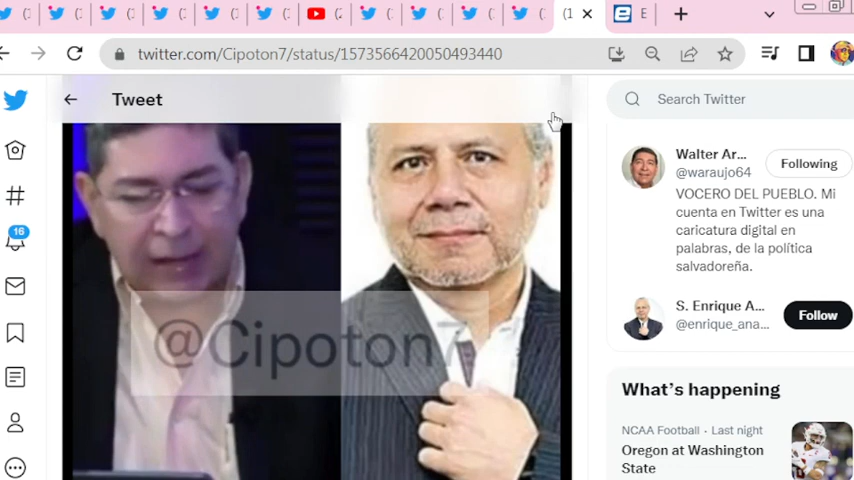 (1
E
twitter.com/Cipoton7/status/1573566420050493440
Tweet
Search Twitter
Walter Ar...
@waraujo64
Following
VOCERO DEL PUEBLO. Mi
cuenta en Twitter es una
caricatura digital en
palabras, de la política
salvadoreña.
16
@Cipoton7
S. Enrique A...
@enrique_ana...
Follow
What's happening
NCAA Football · Last night
Oregon at Washington
State